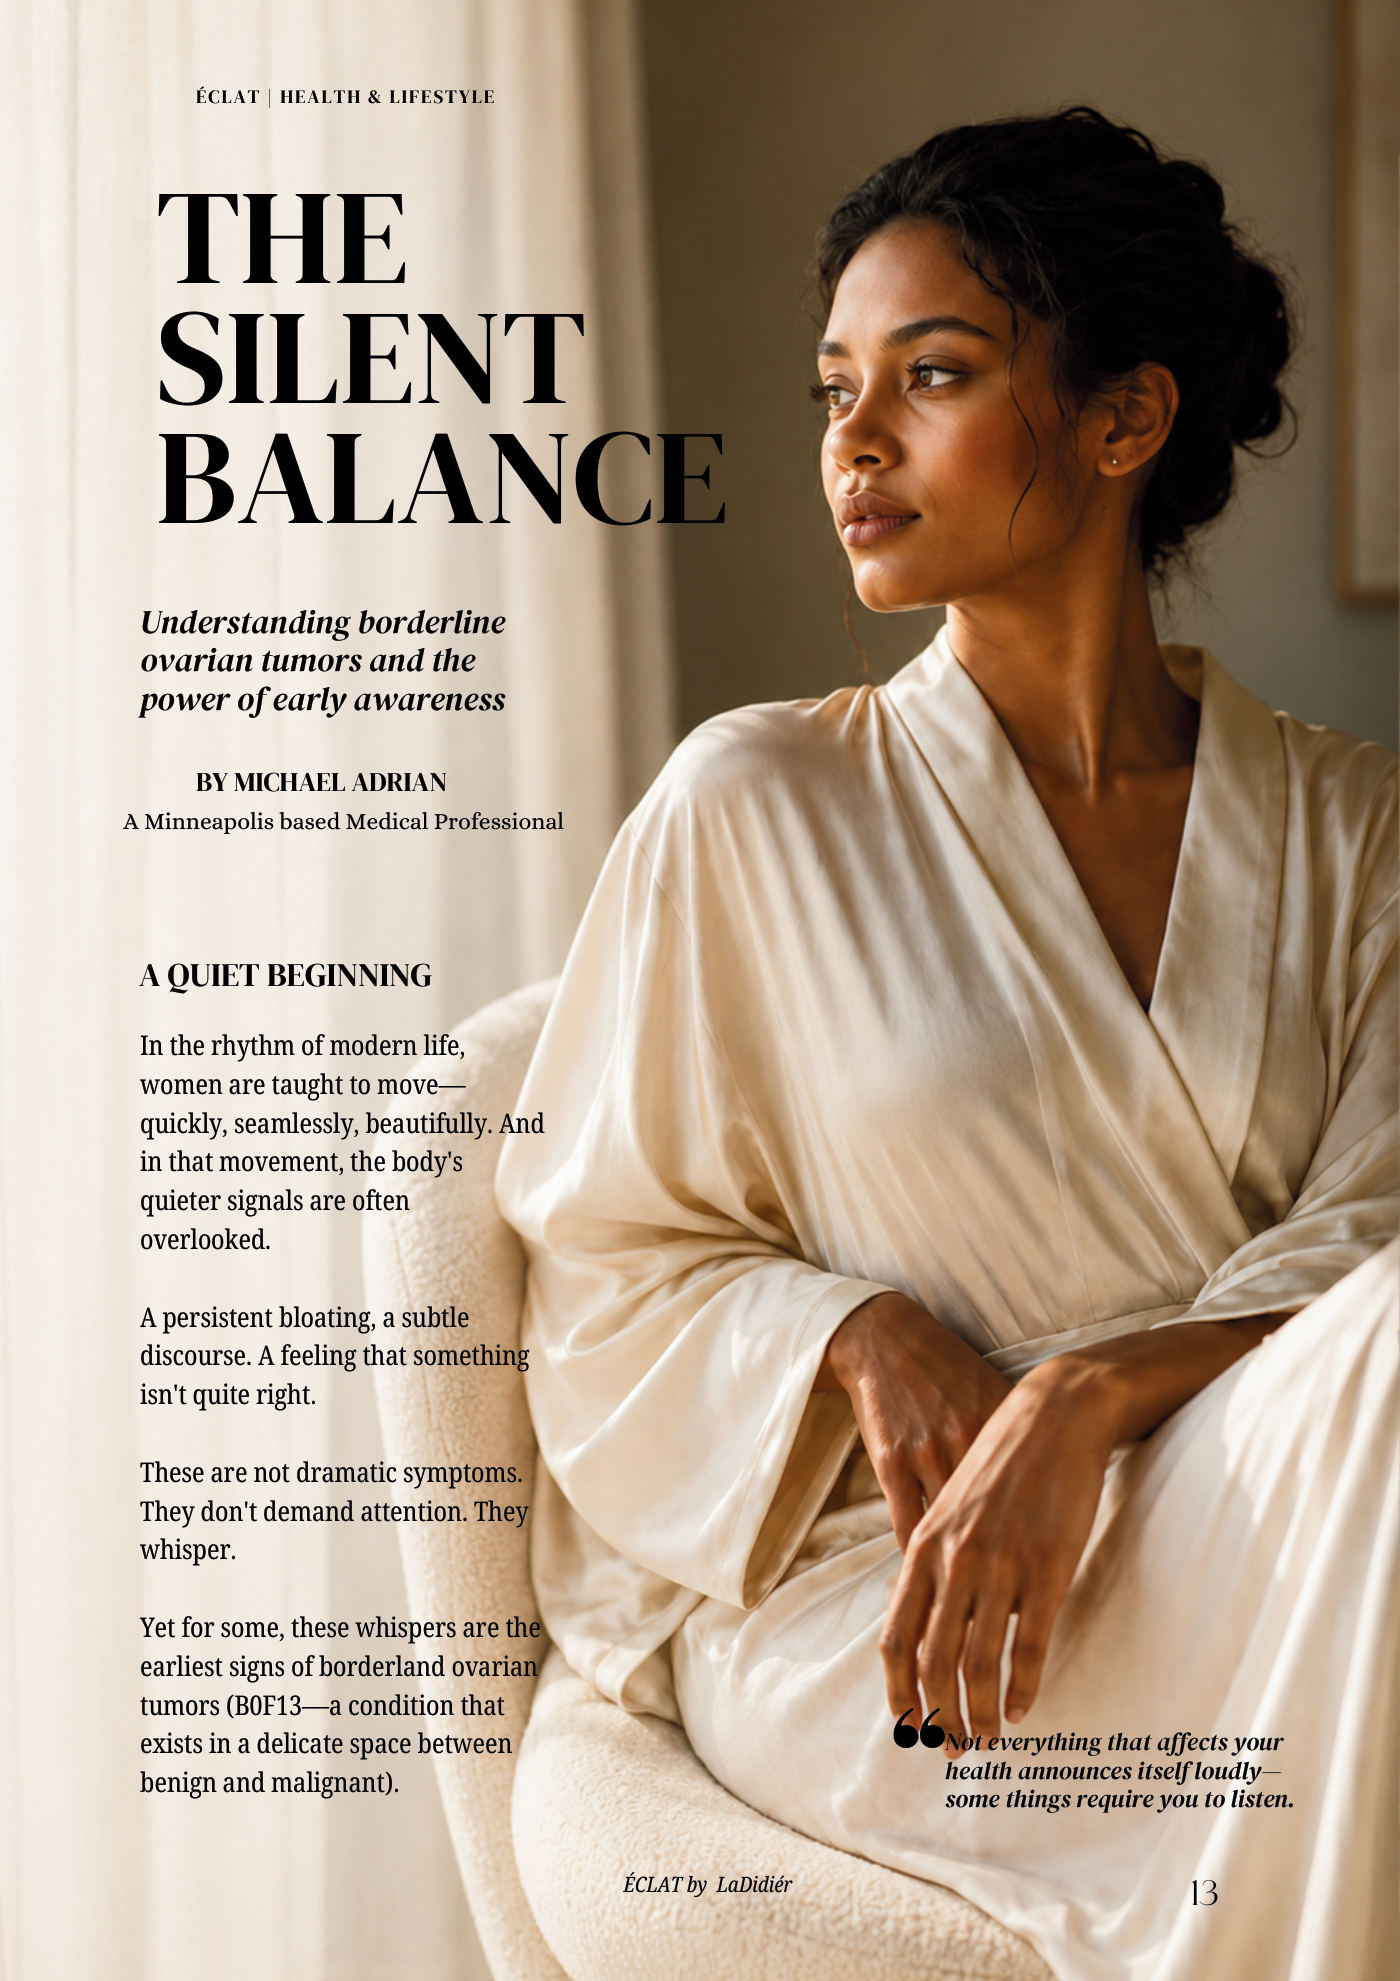 ÉCLAT | HEALTH & LIFESTYLE
THE
SILENT
BALANCE
Understanding borderline
ovarian tumors and the
power of early awareness
BY MICHAEL ADRIAN
A Minneapolis based Medical Professional
A QUIET BEGINNING
In the rhythm of modern life,
women are taught to move—
quickly, seamlessly, beautifully. And
in that movement, the body's
quieter signals are often
overlooked.
A persistent bloating, a subtle
discourse. A feeling that something
isn't quite right.
These are not dramatic symptoms.
They don't demand attention. They
whisper.
Yet for some, these whispers are the
earliest signs of borderland ovarian
tumors (B0F13—a condition that
exists in a delicate space between
benign and malignant).
“Not everything that affects your
health announces itself loudly—
some things require you to listen.
ÉCLAT by LaDidiér
13